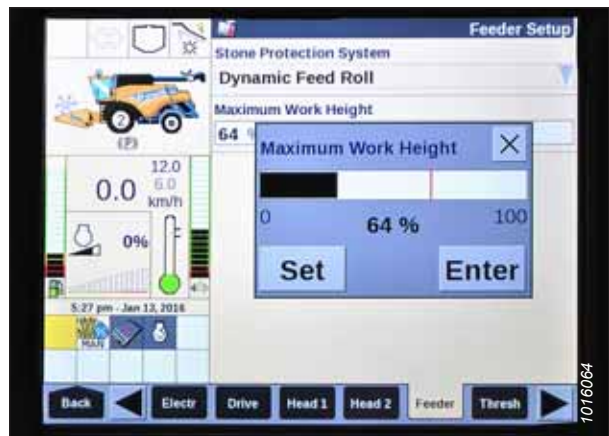 Feeder Setup
Stone Protection System
Dynamic Feed Roll
Maximum Work Height
64 %
Maximum Work Height
0
64 %
100
Set
Enter
2
(P)
12.0
6.0
0.0
km/h
0%
5:27 pm - Jan 13, 2016
MAN
Back
Electr
Drive
Head 1
Head 2
Feeder
Thresh
1016064